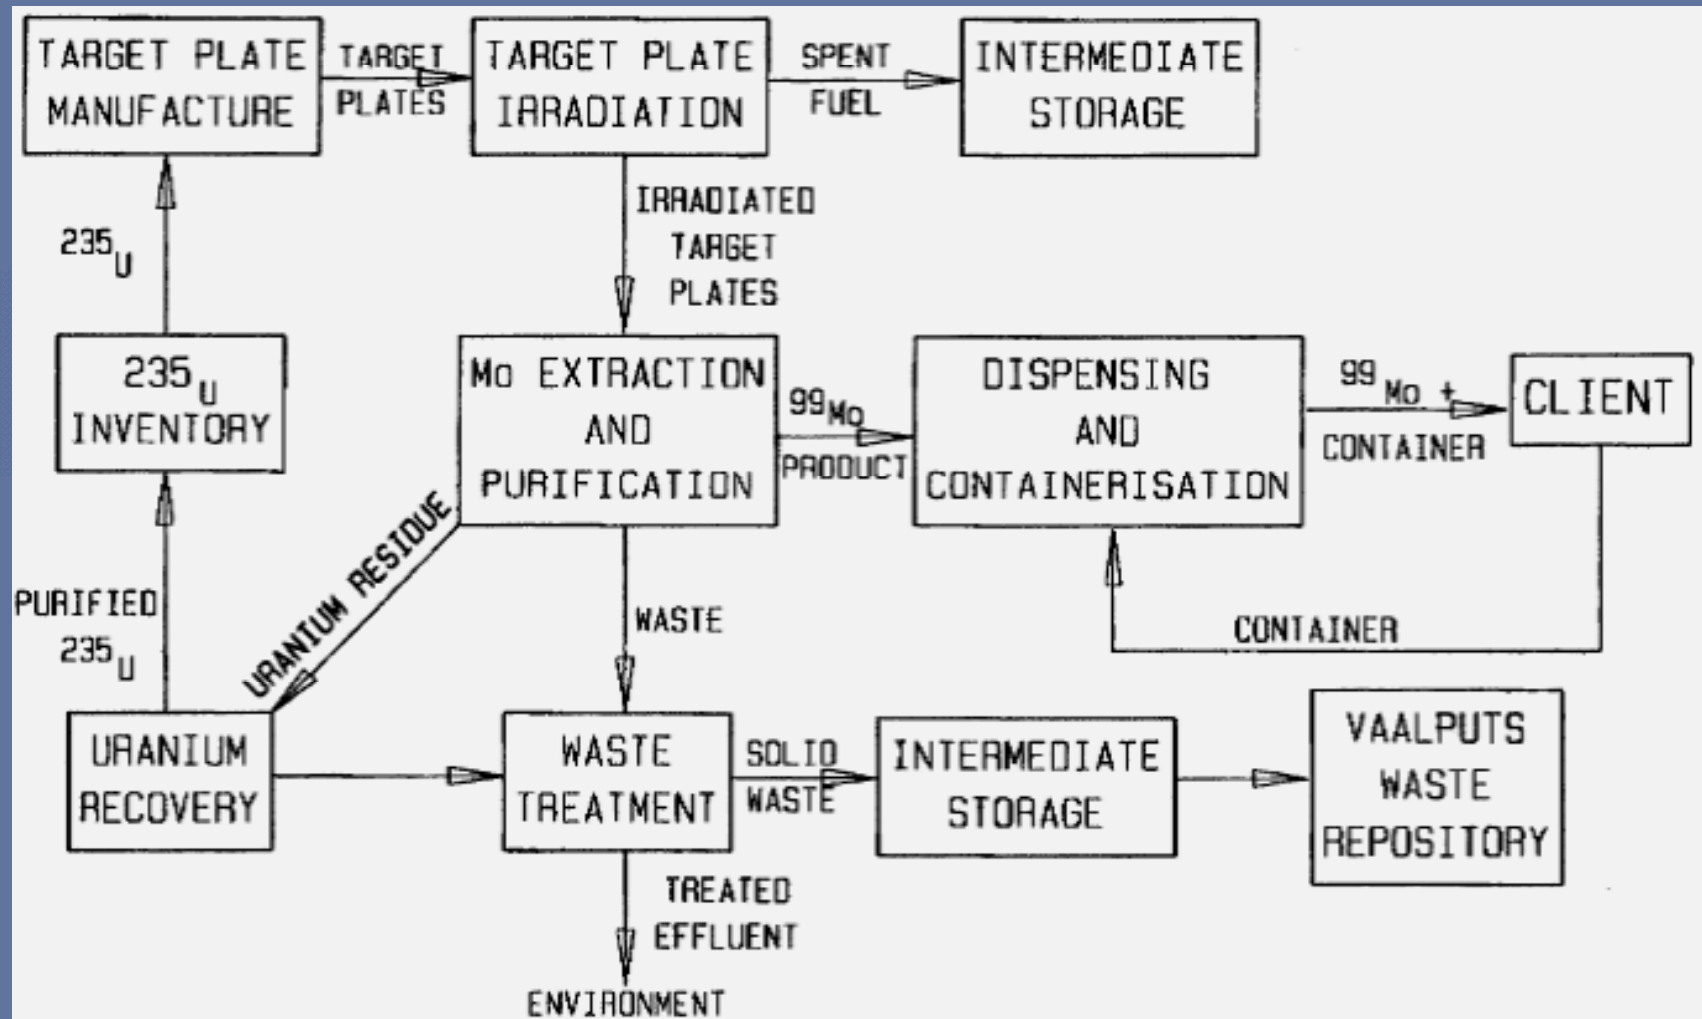 TARGET PLATE
MANUFACTURE
TARGET
PLATES
TARGET PLATE
IRRADIATION
SPENT
FUEL
INTERMEDIATE
STORAGE
IRRADIATED
TARGET
PLATES
235U
235U
INVENTORY
Mo EXTRACTION
AND
PURIFICATION
99Mo
PRODUCT
DISPENSING
AND
CONTAINERISATION
99Mo +
CONTAINER
CLIENT
URANIUM RESIDUE
WASTE
CONTAINER
PURIFIED
235U
URANIUM
RECOVERY
WASTE
TREATMENT
SOLID
WASTE
INTERMEDIATE
STORAGE
VAALPUTS
WASTE
REPOSITORY
TREATED
EFFLUENT
ENVIRONMENT